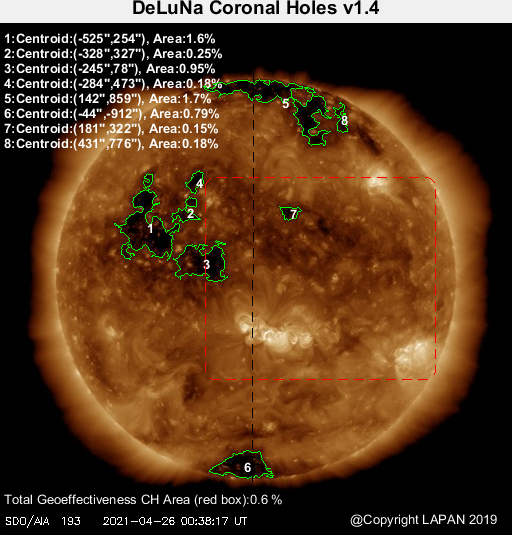 DeLuNa Coronal Holes v1.4
1:Centroid:(-525",254"), Area:1.6%
2:Centroid:(-328",327"), Area:0.25%
3:Centroid:(-245",78"), Area:0.95%
4:Centroid:(-284",473"), Area:0.18%
5:Centroid:(142",859"), Area:1.7%
6:Centroid:(-44",-912"), Area:0.79%
7:Centroid:(181",322"), Area:0.15%
8:Centroid:(431",776"), Area:0.18%
5
8
4
2
7
1
3
6
Total Geoeffectiveness CH Area (red box):0.6 %
SDO/AIA 193 2021-04-26 00:38:17 UT
@Copyright LAPAN 2019